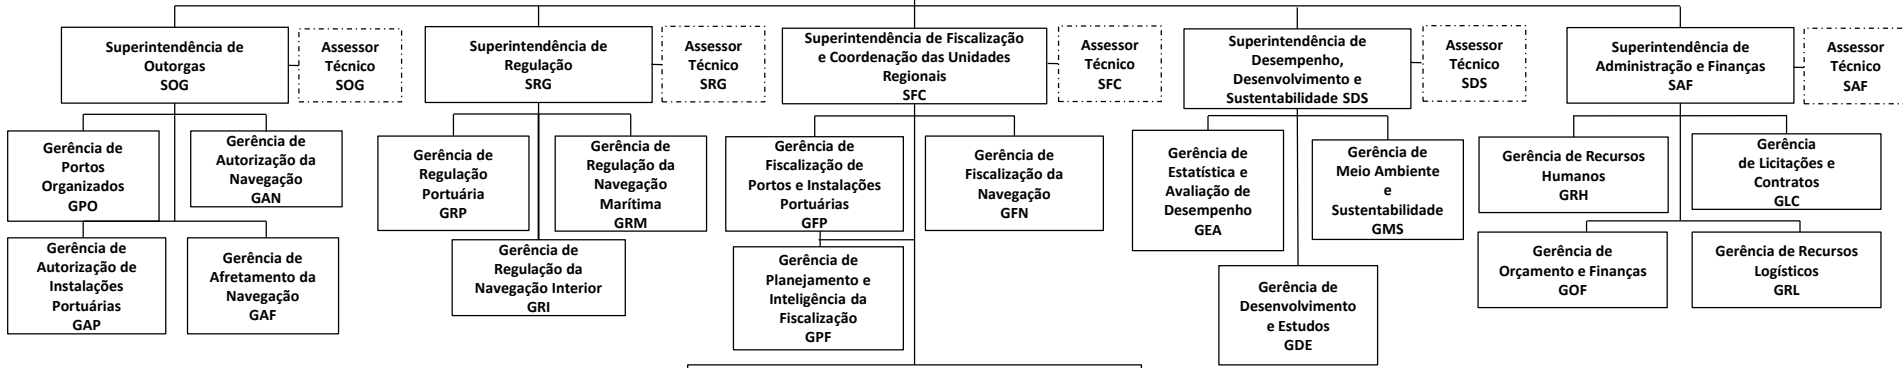 Superintendência de
Outorgas
SOG
Assessor
Técnico
SOG
Superintendência de
Regulação
SRG
Assessor
Técnico
SRG
Superintendência de Fiscalização
e Coordenação das Unidades
Regionais
SFC
Assessor
Técnico
SFC
Superintendência de
Desempenho,
Desenvolvimento e
Sustentabilidade SDS
Assessor
Técnico
SDS
Superintendência de
Administração e Finanças
SAF
Assessor
Técnico
SAF
Gerência de
Portos
Organizados
GPO
Gerência de
Autorização da
Navegação
GAN
Gerência de
Regulação
Portuária
GRP
Gerência de
Regulação da
Navegação
Marítima
GRM
Gerência de
Fiscalização de
Portos e Instalações
Portuárias
GFP
Gerência de
Fiscalização da
Navegação
GFN
Gerência de
Estatística e
Avaliação de
Desempenho
GEA
Gerência de
Meio Ambiente
e
Sustentabilidade
GMS
Gerência de Recursos
Humanos
GRH
Gerência
de Licitações e
Contratos
GLC
Gerência de
Autorização de
Instalações
Portuárias
GAP
Gerência de
Afretamento da
Navegação
GAF
Gerência de
Regulação da
Navegação Interior
GRI
Gerência de
Planejamento e
Inteligência da
Fiscalização
GPF
Gerência de
Desenvolvimento
e Estudos
GDE
Gerência de
Orçamento e Finanças
GOF
Gerência de Recursos
Logísticos
GRL